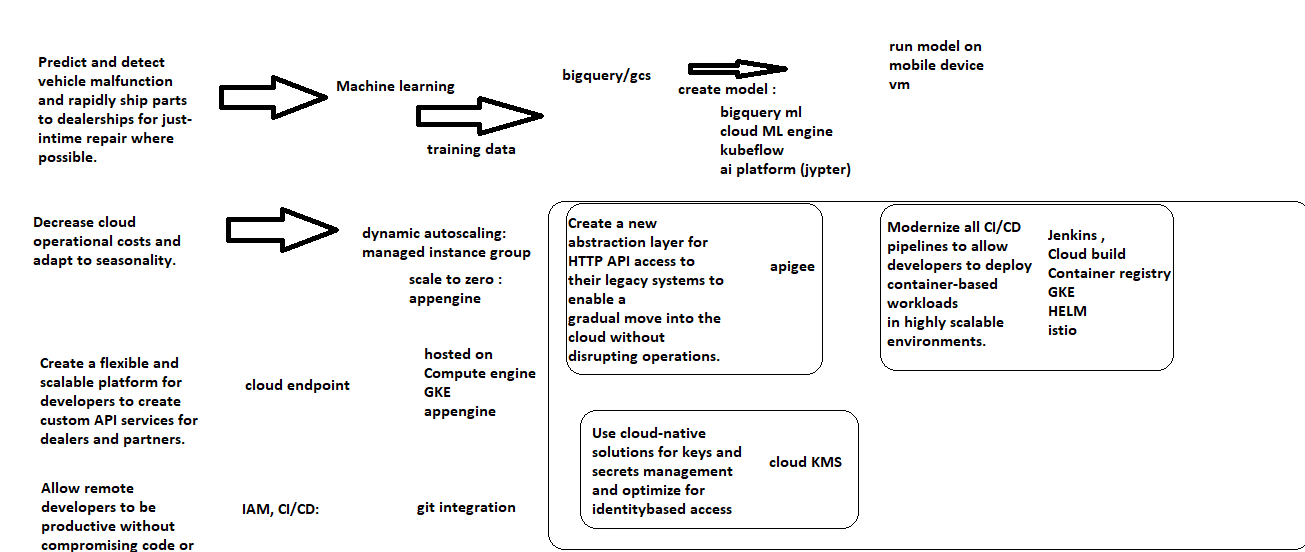 Predict and detect
vehicle malfunction
and rapidly ship parts
to dealerships for just-
intime repair where
possible.
Machine learning
training data
bigquery/gcs
create model :
bigquery ml
cloud ML engine
kubeflow
ai platform (jypter)
run model on
mobile device
vm
Decrease cloud
operational costs and
adapt to seasonality.
dynamic autoscaling:
managed instance group
scale to zero :
appengine
Create a new
abstraction layer for
HTTP API access to
their legacy systems to
enable a
gradual move into the
cloud without
disrupting operations.
apigee
Modernize all CI/CD
pipelines to allow
developers to deploy
container-based
workloads
in highly scalable
environments.
Jenkins ,
Cloud build
Container registry
GKE
HELM
istio
Create a flexible and
scalable platform for
developers to create
custom API services for
dealers and partners.
cloud endpoint
hosted on
Compute engine
GKE
appengine
Use cloud-native
solutions for keys and
secrets management
and optimize for
identitybased access
cloud KMS
Allow remote
developers to be
productive without
compromising code or
IAM, CI/CD:
git integration